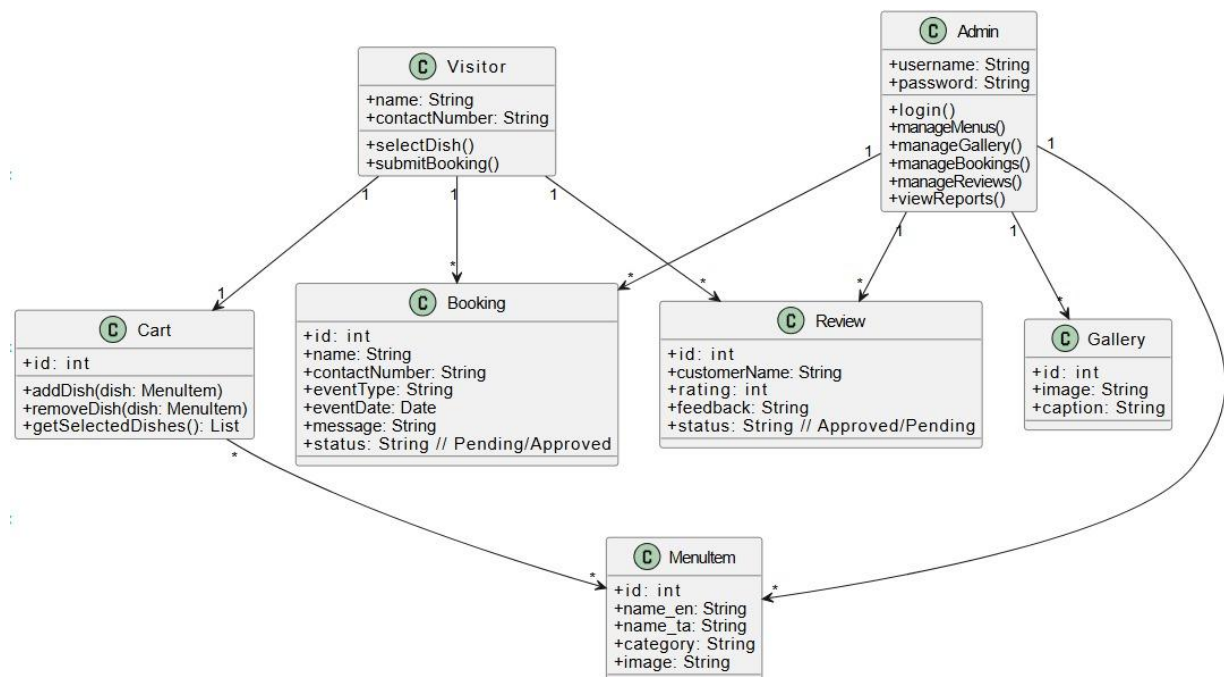 C Visitor
+name: String
+contactNumber: String
+selectDish()
+submitBooking()
C Admin
+username: String
+password: String
+login()
+manageMenus()
+manageGallery()
+manageBookings()
+manageReviews()
+viewReports()
1
1
1
1
1
1
1
1
*
*
*
*
*
C Cart
+id: int
+addDish(dish: MenuItem)
+removeDish(dish: MenuItem)
+getSelectedDishes(): List
C Booking
+id: int
+name: String
+contactNumber: String
+eventType: String
+eventDate: Date
+message: String
+status: String // Pending/Approved
C Review
+id: int
+customerName: String
+rating: int
+feedback: String
+status: String // Approved/Pending
C Gallery
+id: int
+image: String
+caption: String
*
*
*
C MenuItem
+id: int
+name_en: String
+name_ta: String
+category: String
+image: String